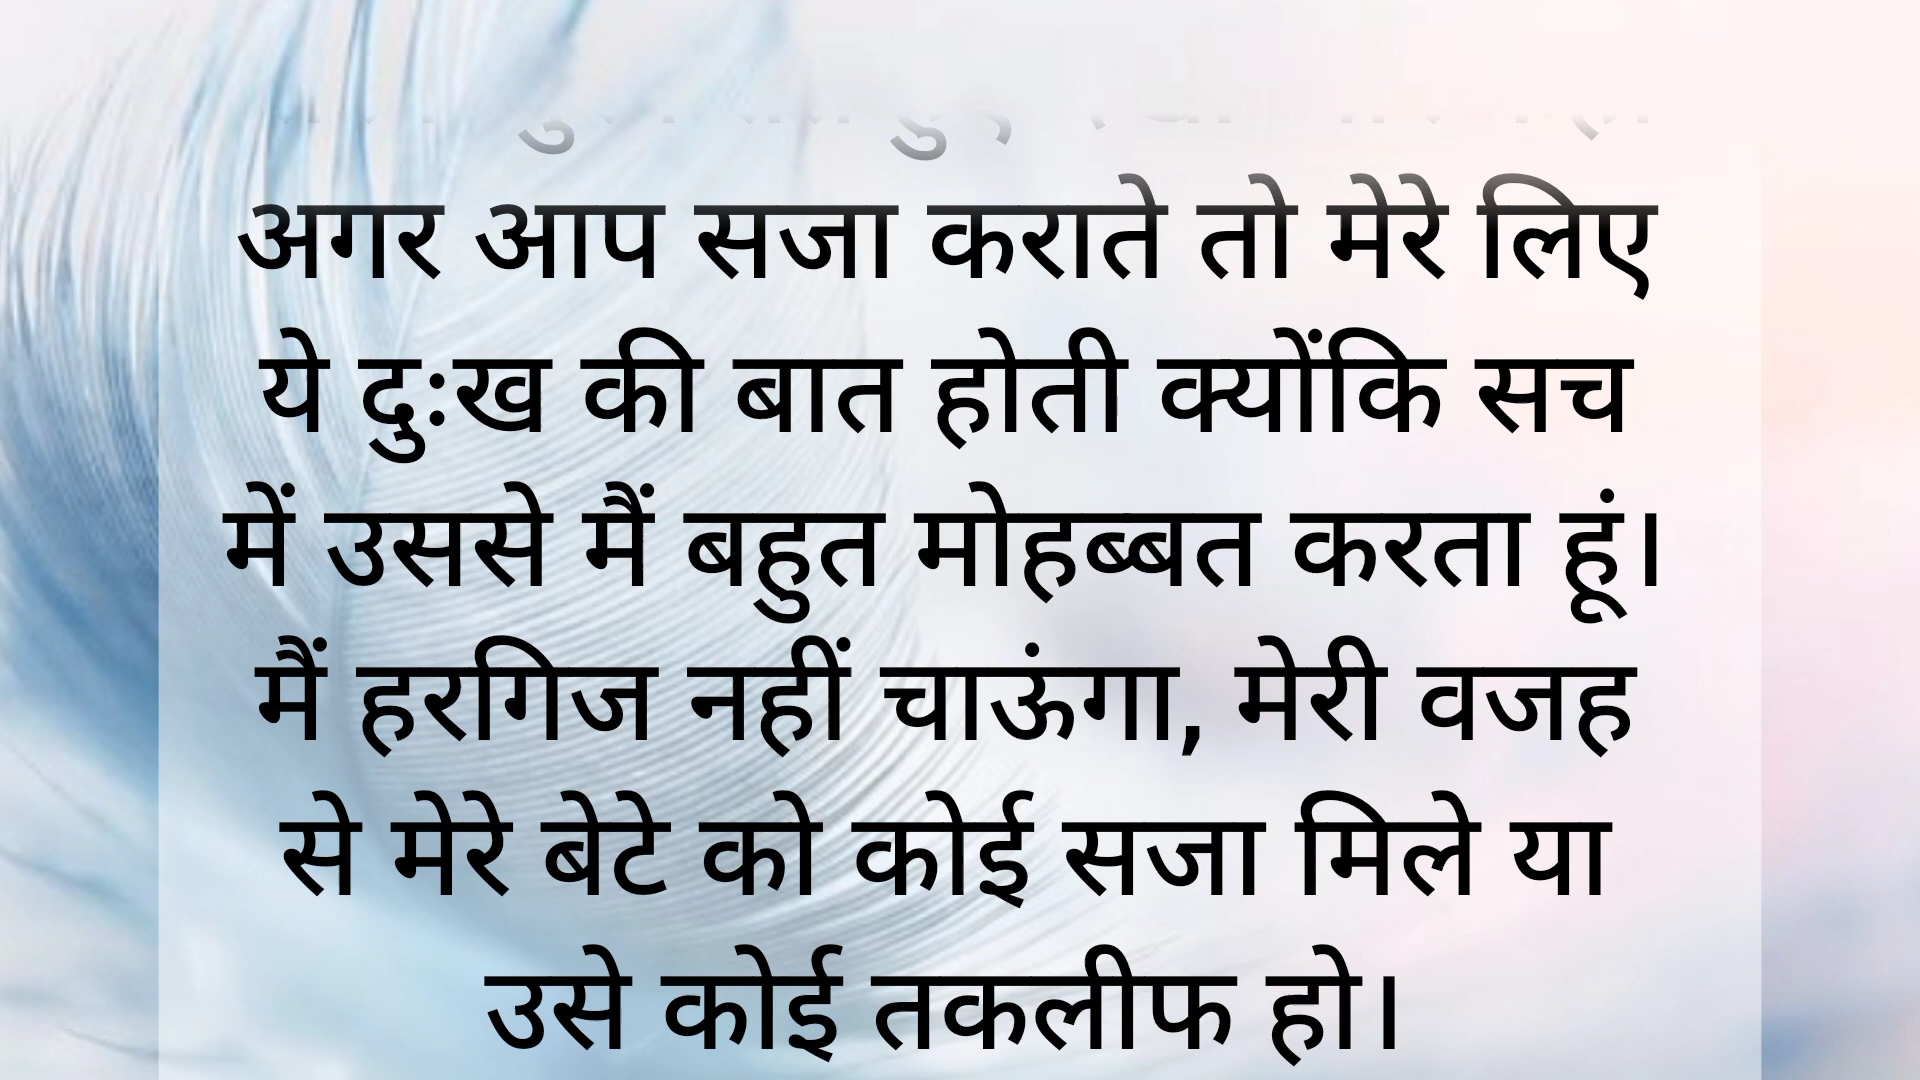 अगर आप सजा कराते तो मेरे लिए
ये दुःख की बात होती क्योंकि सच
में उससे मैं बहुत मोहब्बत करता हूं।
मैं हरगिज नहीं चाऊंगा, मेरी वजह
से मेरे बेटे को कोई सजा मिले या
उसे कोई तकलीफ हो।